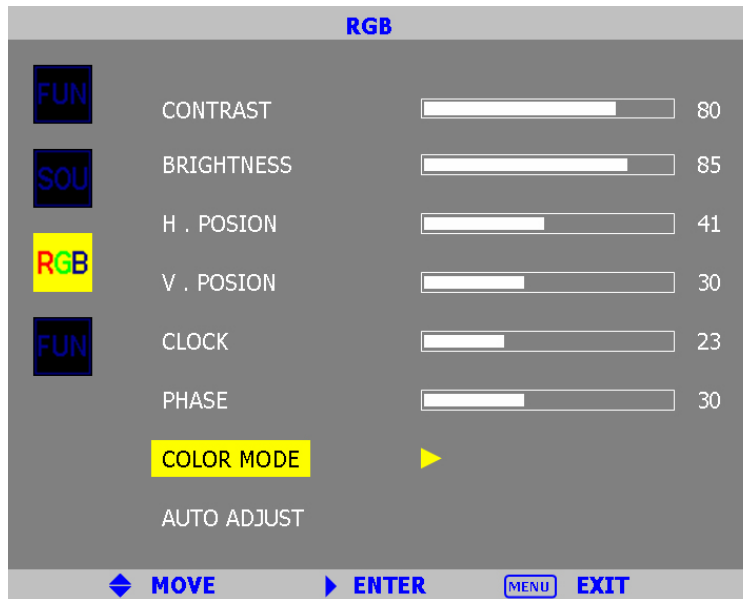 RGB
FUN
SOU
RGB
FUN
CONTRAST 80
BRIGHTNESS 85
H . POSION 41
V . POSION 30
CLOCK 23
PHASE 30
COLOR MODE
AUTO ADJUST
MOVE ENTER MENU EXIT